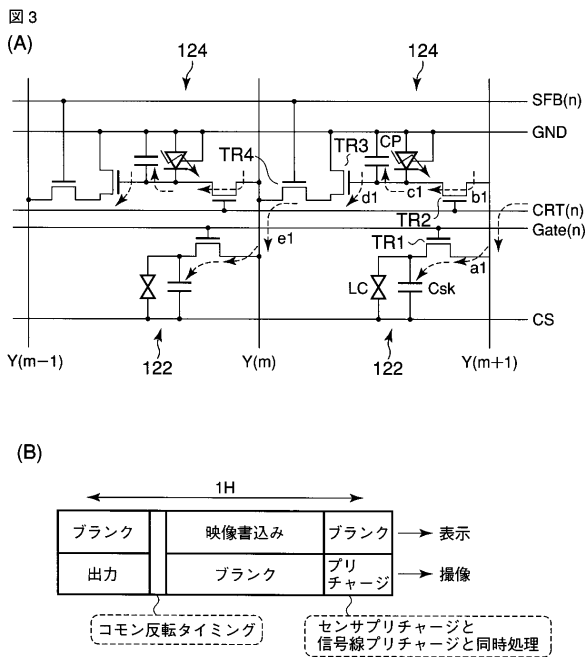 図3
(A)
124
124
SFB(n)
GND
CP
TR4
TR3
d1
c1
b1
TR2
CRT(n)
Gate(n)
e1
TR1
a1
LC
Csk
CS
Y(m−1)
122
Y(m)
122
Y(m+1)
(B)
1H
ブランク
映像書込み
ブランク
表示
出力
ブランク
プリ
チャージ
撮像
コモン反転タイミング
センサプリチャージと
信号線プリチャージと同時処理